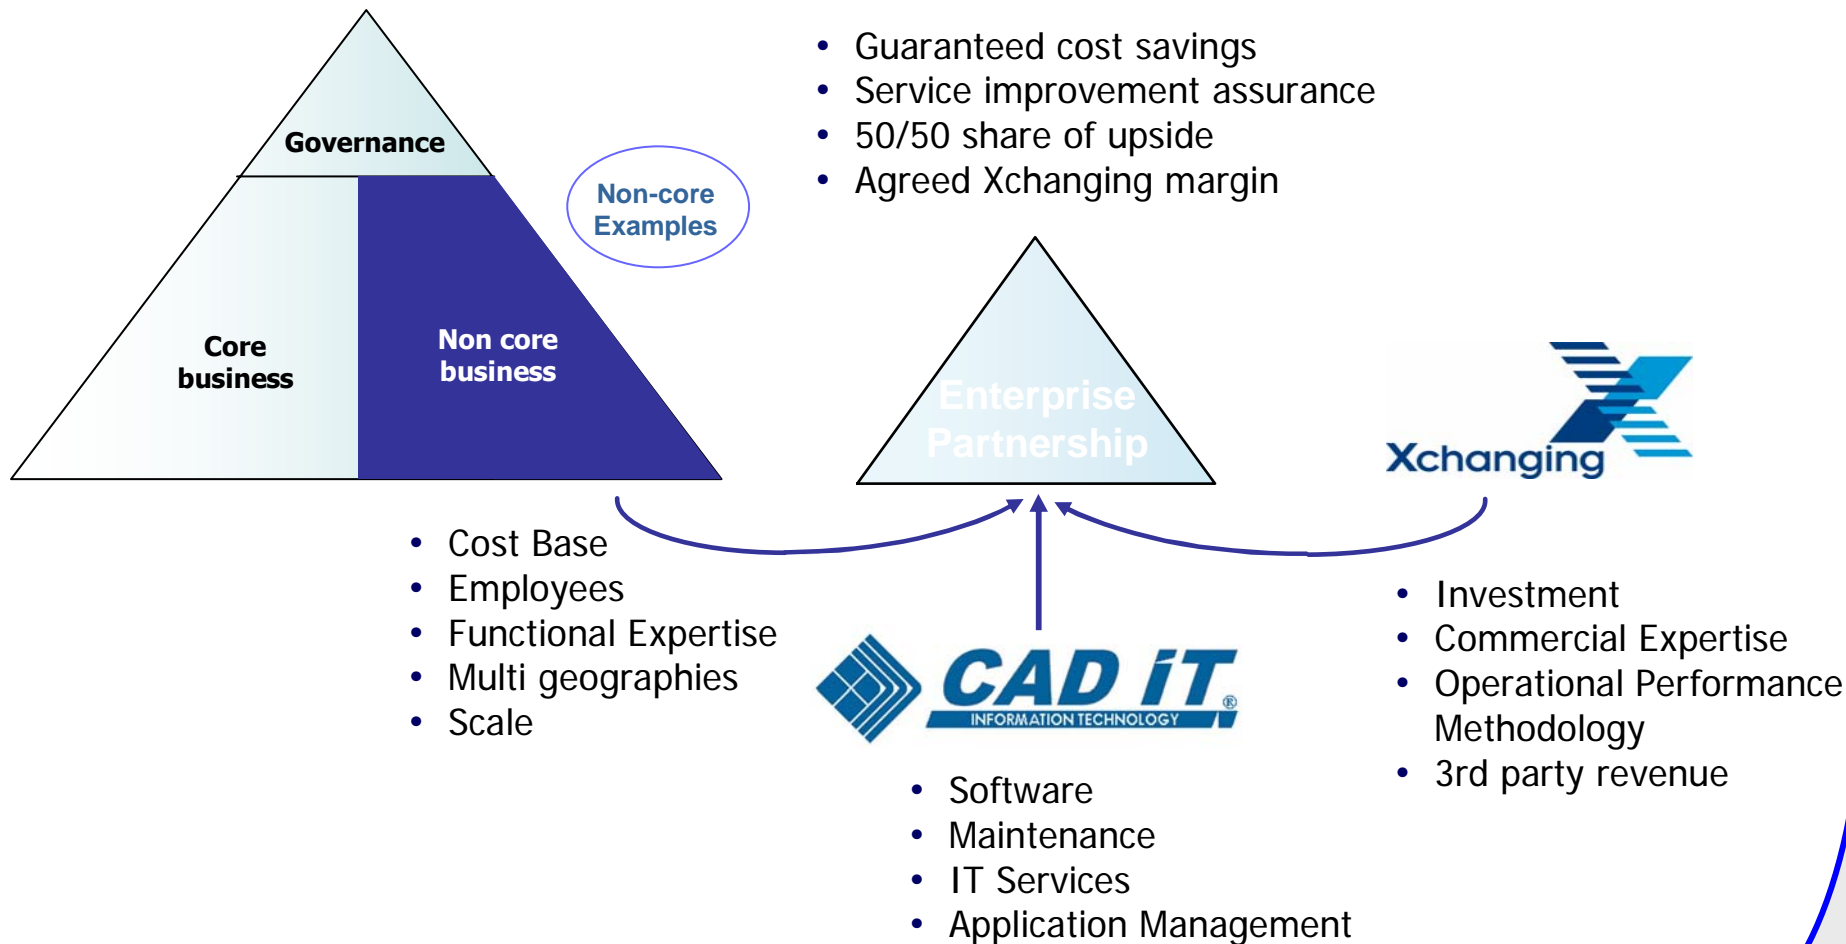 Governance
Core
business
Non core
business
Non-core
Examples
• Guaranteed cost savings
• Service improvement assurance
• 50/50 share of upside
• Agreed Xchanging margin
Enterprise
Partnership
Xchanging
• Cost Base
• Employees
• Functional Expertise
• Multi geographies
• Scale
CAD iT®
INFORMATION TECHNOLOGY
• Software
• Maintenance
• IT Services
• Application Management
• Investment
• Commercial Expertise
• Operational Performance
Methodology
• 3rd party revenue